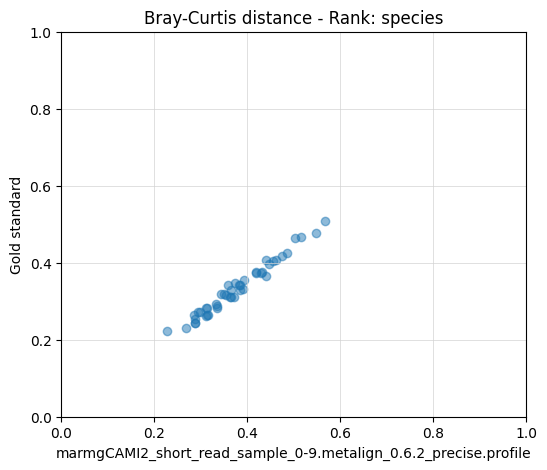 Bray-Curtis distance - Rank: species
1.0
0.8
0.6
0.4
0.2
0.0
Gold standard
0.0 0.2 0.4 0.6 0.8 1.0
marmgCAMI2_short_read_sample_0-9.metalign_0.6.2_precise.profile